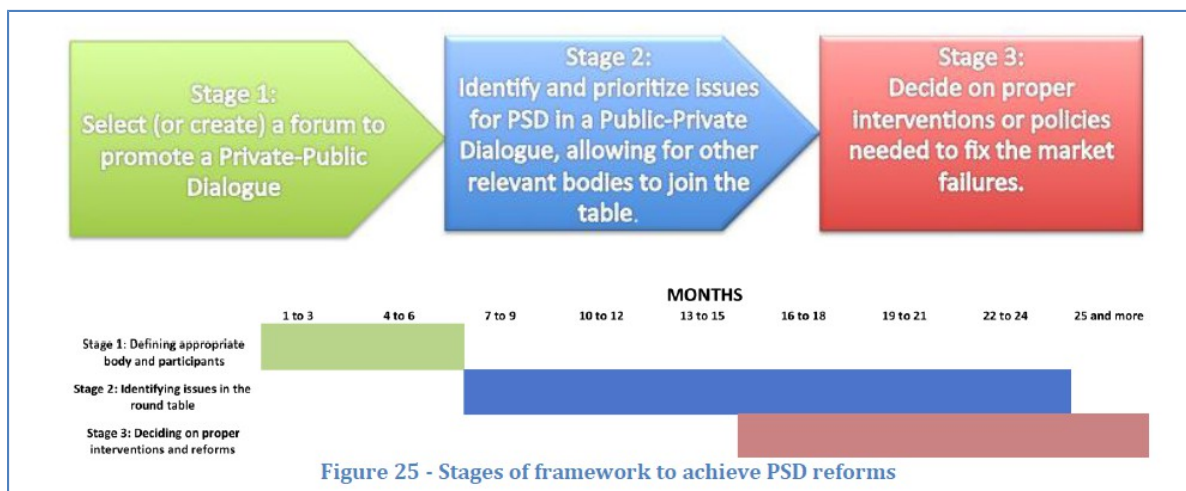 Stage 1:
Select (or create) a forum to
promote a Private-Public
Dialogue
Stage 2:
Identify and prioritize issues
for PSD in a Public-Private
Dialogue, allowing for other
relevant bodies to join the
table.
Stage 3:
Decide on proper
interventions or policies
needed to fix the market
failures.
MONTHS
1 to 3 4 to 6 7 to 9 10 to 12 13 to 15 16 to 18 19 to 21 22 to 24 25 and more
Stage 1: Defining appropriate
body and participants
Stage 2: Identifying issues in the
round table
Stage 3: Deciding on proper
interventions and reforms
Figure 25 - Stages of framework to achieve PSD reforms